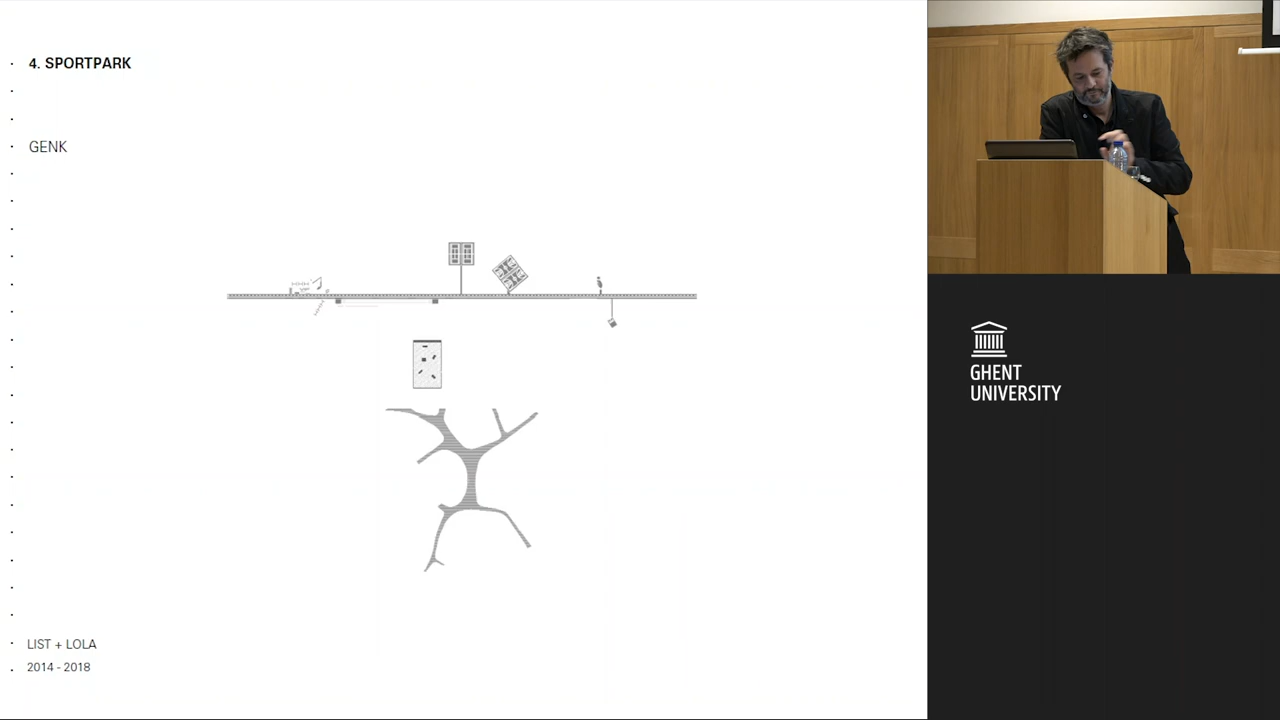 4. SPORTPARK
GENK
LIST + LOLA
2014 - 2018
GHENT
UNIVERSITY